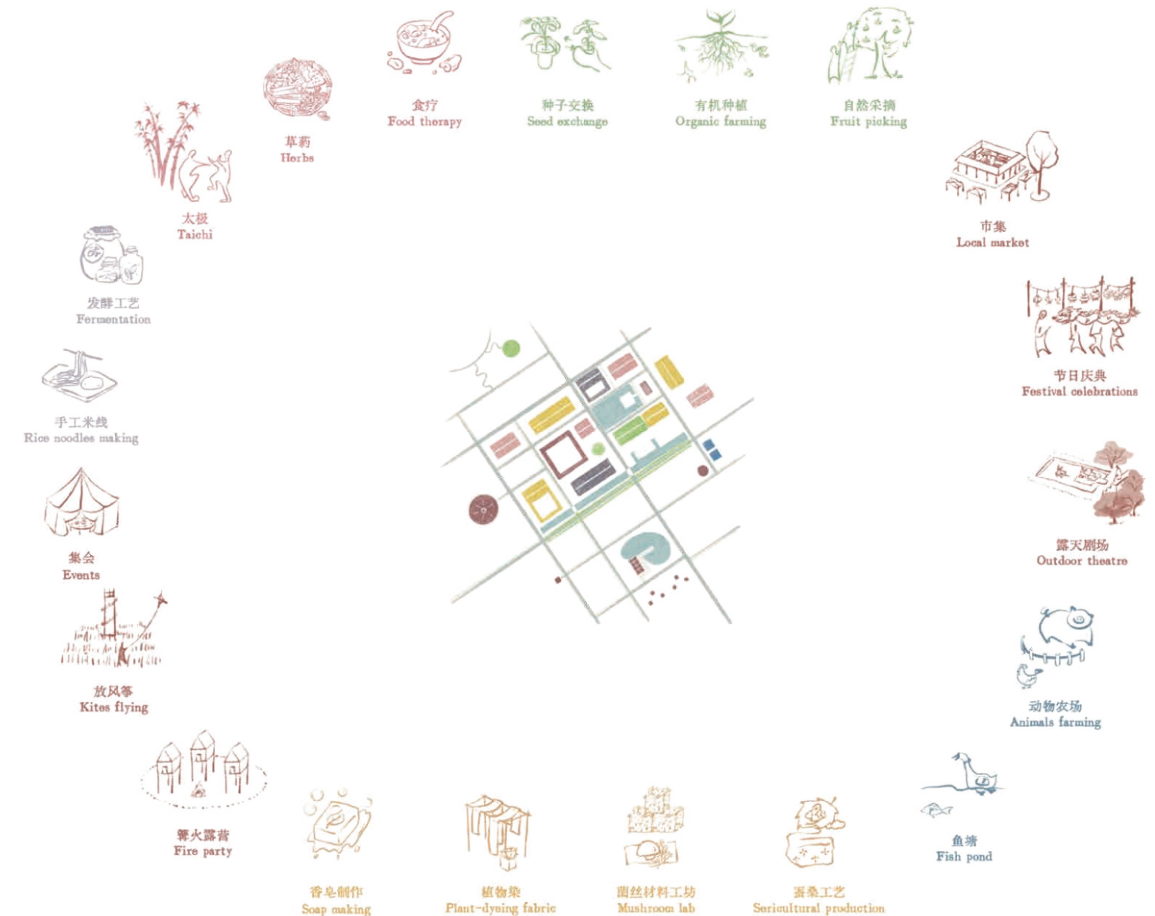 食疗
Food therapy
种子交换
Seed exchange
有机种植
Organic farming
自然采摘
Fruit picking
草药
Herbs
太极
Taichi
市集
Local market
发酵工艺
Fermentation
节日庆典
Festival celebrations
手工米线
Rice noodles making
集会
Events
露天剧场
Outdoor theatre
放风筝
Kites flying
动物农场
Animals farming
篝火露营
Fire party
鱼塘
Fish pond
香皂制作
Soap making
植物染
Plant-dyeing fabric
菌丝材料工坊
Mushroom lab
蚕桑工艺
Sericultural production